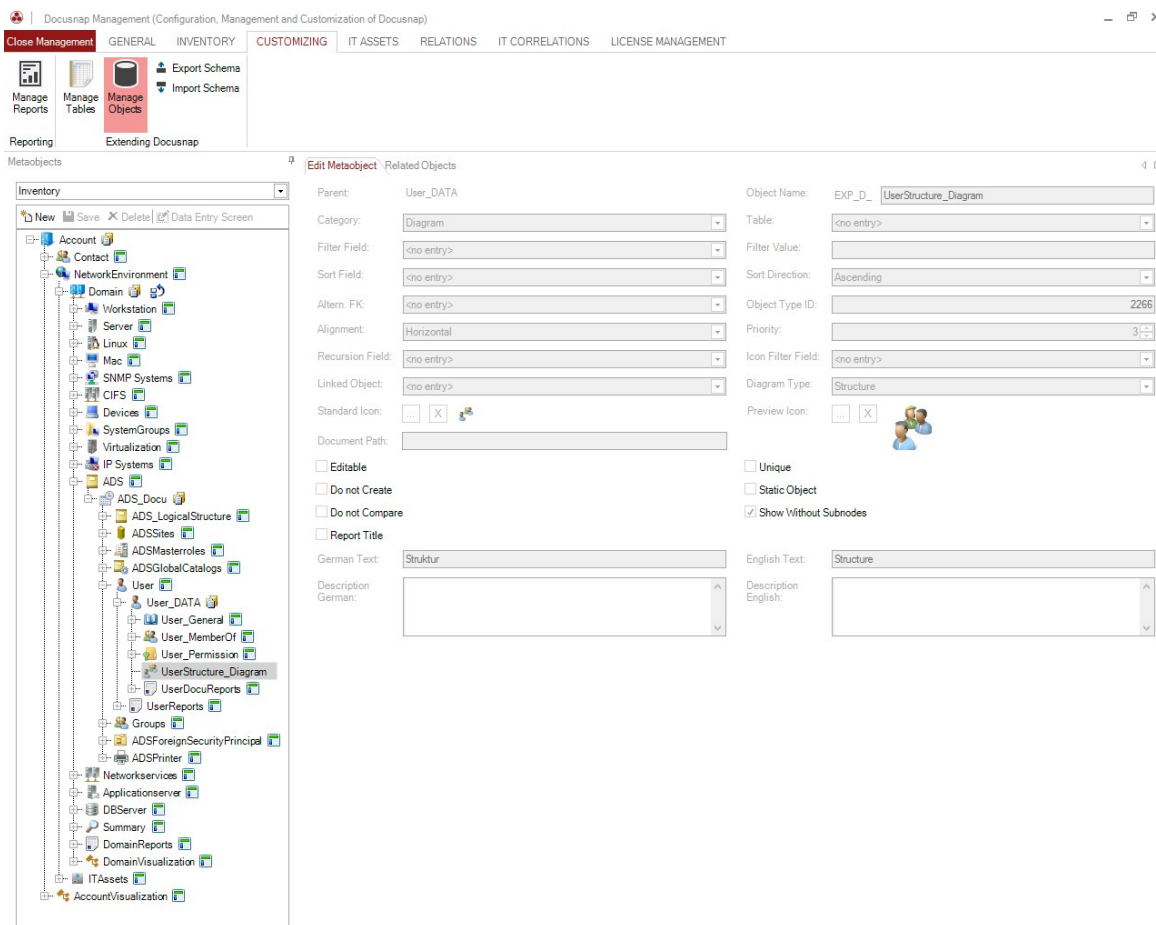 Docusnap Management (Configuration, Management and Customization of Docusnap)
Close Management GENERAL INVENTORY CUSTOMIZING IT ASSETS RELATIONS IT CORRELATIONS LICENSE MANAGEMENT
Manage Reports
Manage Tables
Manage Objects
Export Schema
Import Schema
Reporting
Extending Docusnap
Metaobjects
Inventory
New Save Delete Data Entry Screen
Account
Contact
NetworkEnvironment
Domain
Workstation
Server
Linux
Mac
SNMP Systems
CIFS
Devices
SystemGroups
Virtualization
IP Systems
ADS
ADS_Docu
ADS_LogicalStructure
ADSSites
ADSMasterroles
ADSGlobalCatalogs
User
User_DATA
User_General
User_MemberOf
User_Permission
UserStructure_Diagram
UserDocuReports
UserReports
Groups
ADSForeignSecurityPrincipal
ADSPrinter
Networkservices
Applicationserver
DBServer
Summary
DomainReports
DomainVisualization
ITAssets
AccountVisualization
Edit Metaobject Related Objects
Parent: User_DATA Object Name: EXP_D_ UserStructure_Diagram
Category: Diagram Table: <no entry>
Filter Field: <no entry> Filter Value:
Sort Field: <no entry> Sort Direction: Ascending
Altern. FK: <no entry> Object Type ID: 2266
Alignment: Horizontal Priority: 3
Recursion Field: <no entry> Icon Filter Field: <no entry>
Linked Object: <no entry> Diagram Type: Structure
Standard Icon: ... X Preview Icon: ... X
Document Path:
Editable Unique
Do not Create Static Object
Do not Compare Show Without Subnodes
Report Title
German Text: Struktur English Text: Structure
Description German:
Description English: